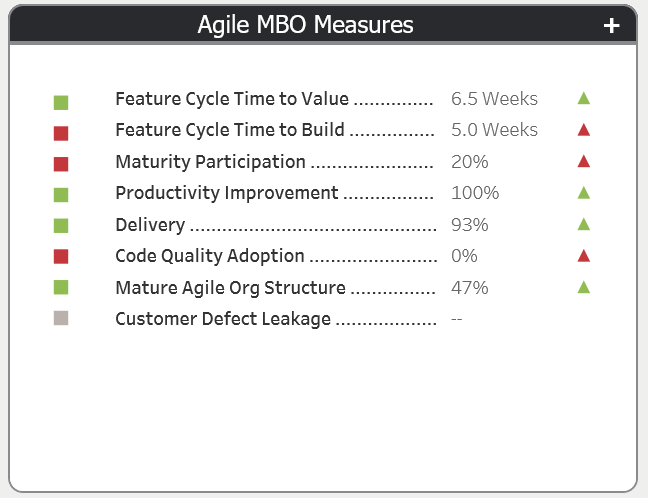 Agile MBO Measures +
Feature Cycle Time to Value ............... 6.5 Weeks
Feature Cycle Time to Build ................ 5.0 Weeks
Maturity Participation ....................... 20%
Productivity Improvement ................. 100%
Delivery .............................................. 93%
Code Quality Adoption ........................ 0%
Mature Agile Org Structure ................ 47%
Customer Defect Leakage ................... --